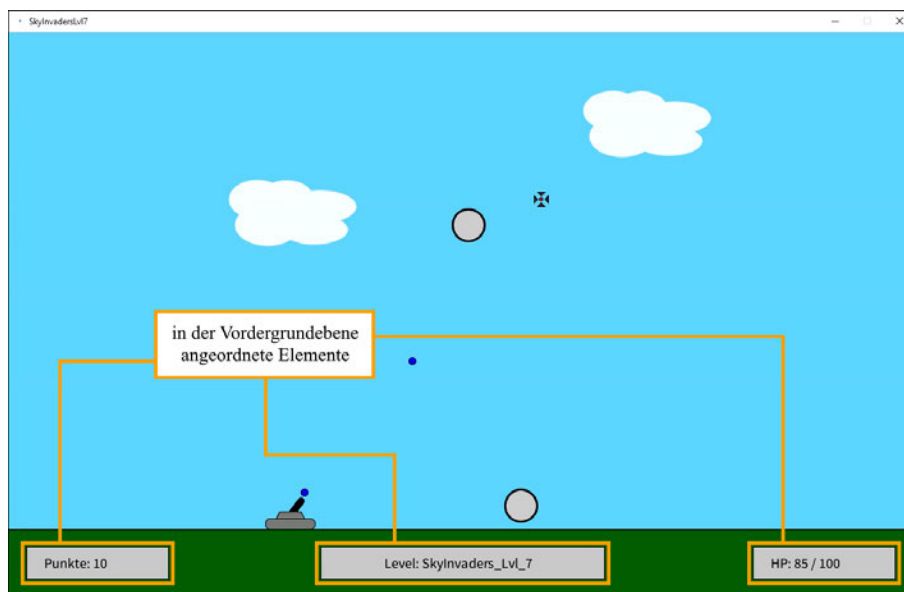 SkyInvadersLvl7
in der Vordergrundebene
angeordnete Elemente
Punkte: 10
Level: SkyInvaders_Lvl_7
HP: 85 / 100